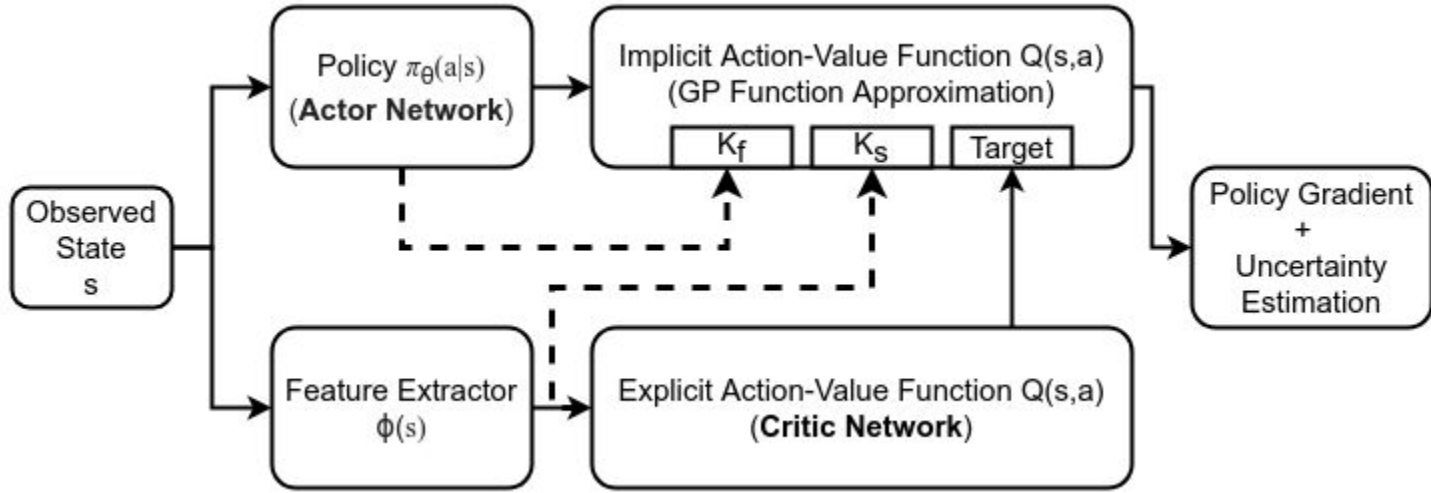 Policy πθ(a|s)
(Actor Network)
Implicit Action-Value Function Q(s,a)
(GP Function Approximation)
Kf
Ks
Target
Observed
State
s
Policy Gradient
+
Uncertainty
Estimation
Feature Extractor
ϕ(s)
Explicit Action-Value Function Q(s,a)
(Critic Network)